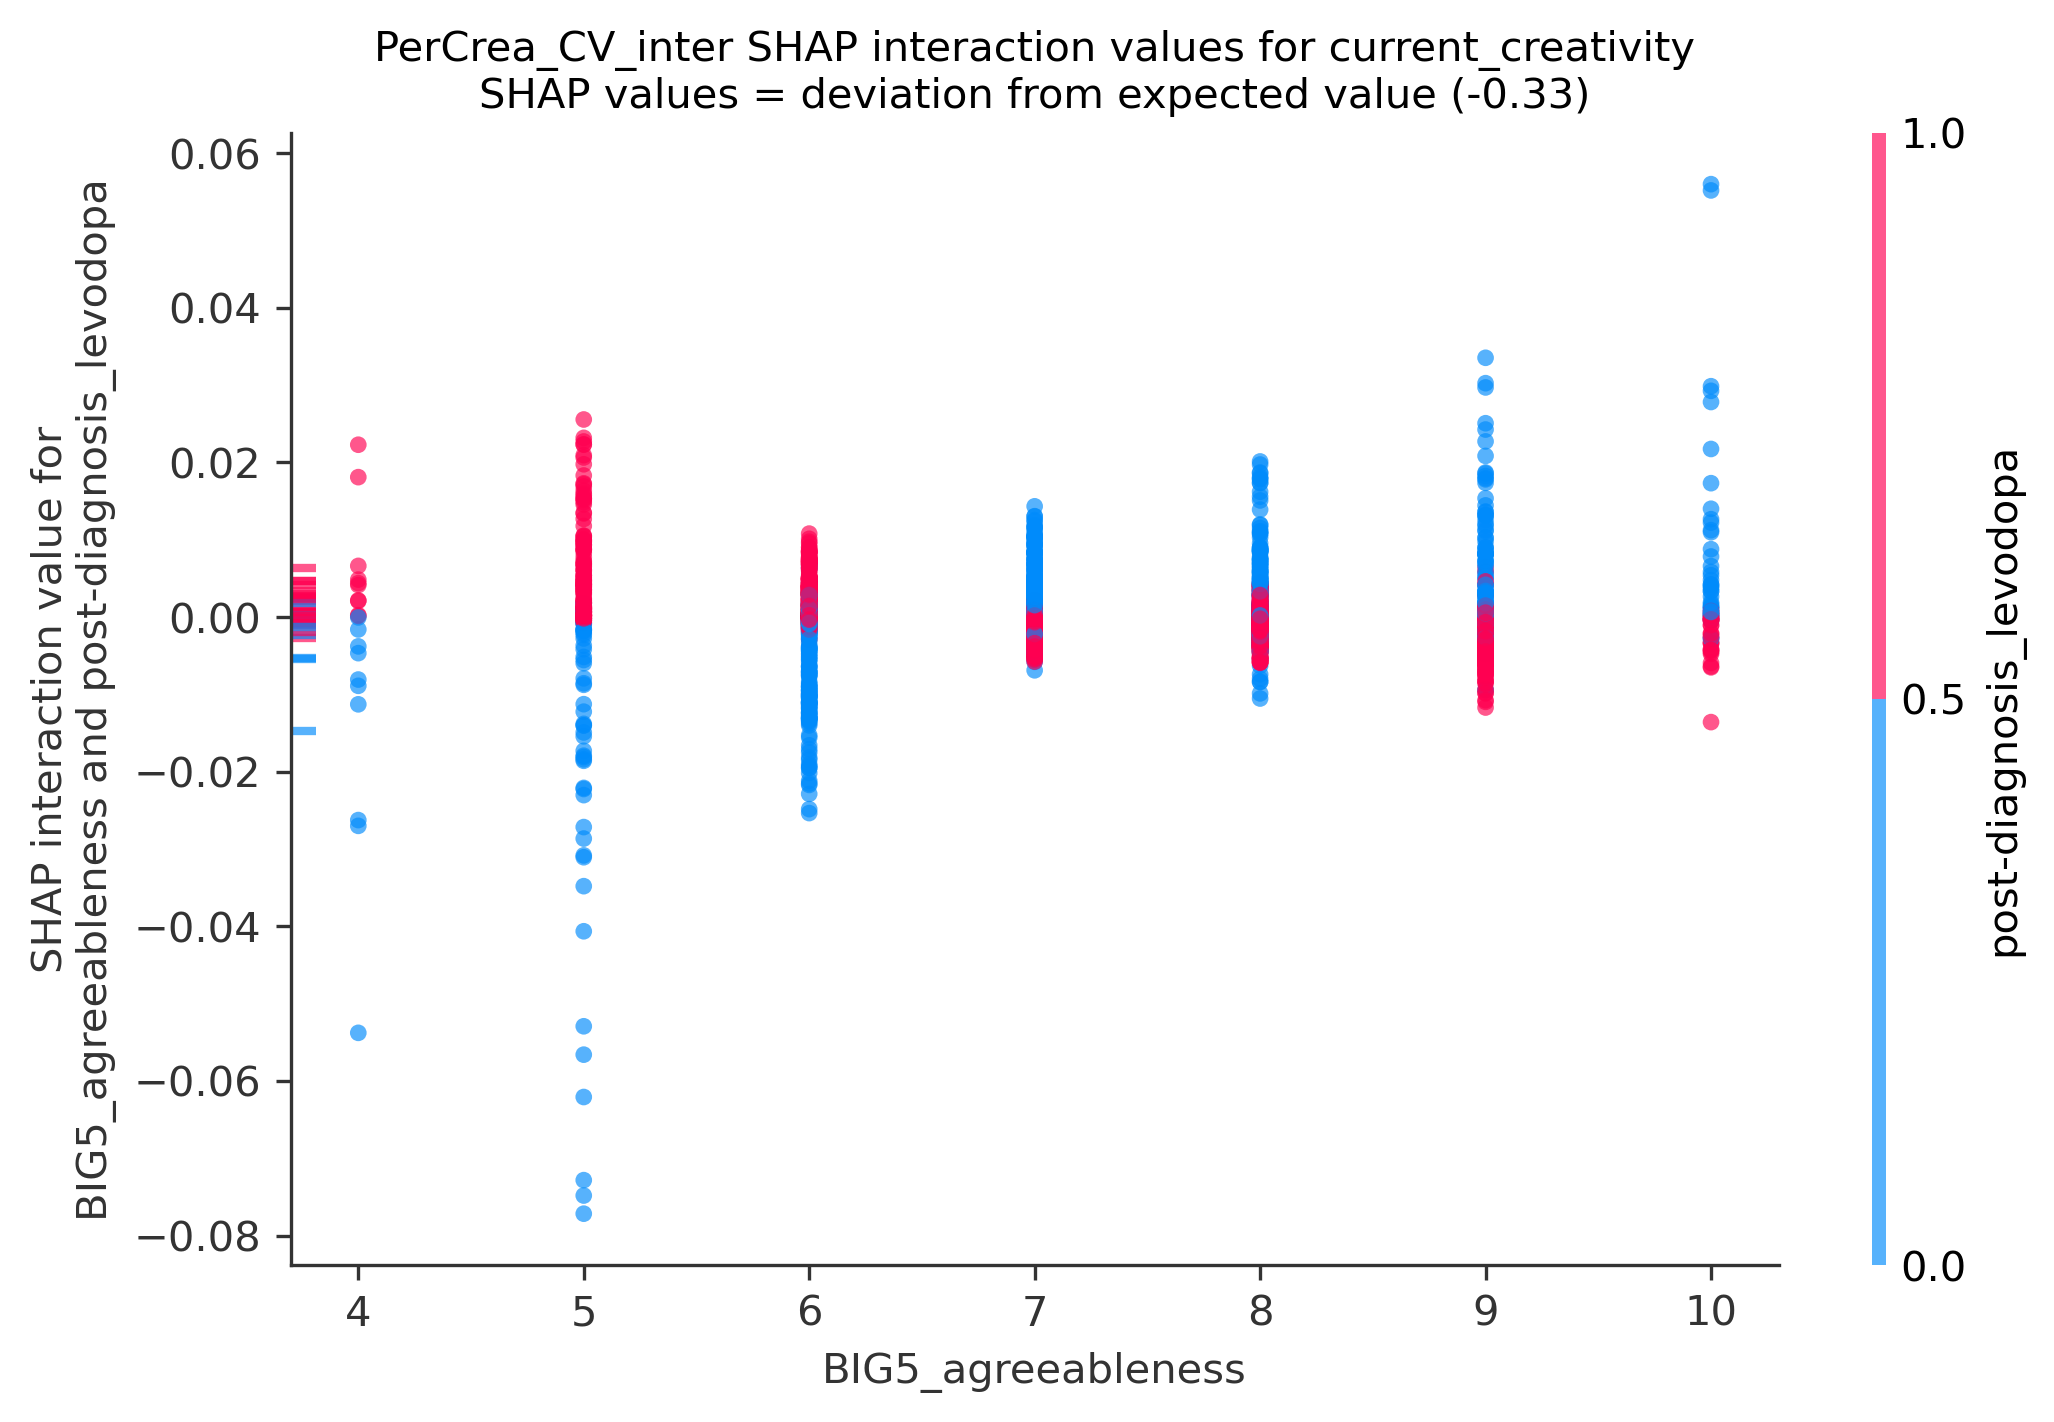 PerCrea_CV_inter SHAP interaction values for current_creativity
SHAP values = deviation from expected value (-0.33)
SHAP interaction value for
BIG5_agreeableness and post-diagnosis_levodopa
0.06
0.04
0.02
0.00
−0.02
−0.04
−0.06
−0.08
4 5 6 7 8 9 10
BIG5_agreeableness
1.0
0.5
0.0
post-diagnosis_levodopa